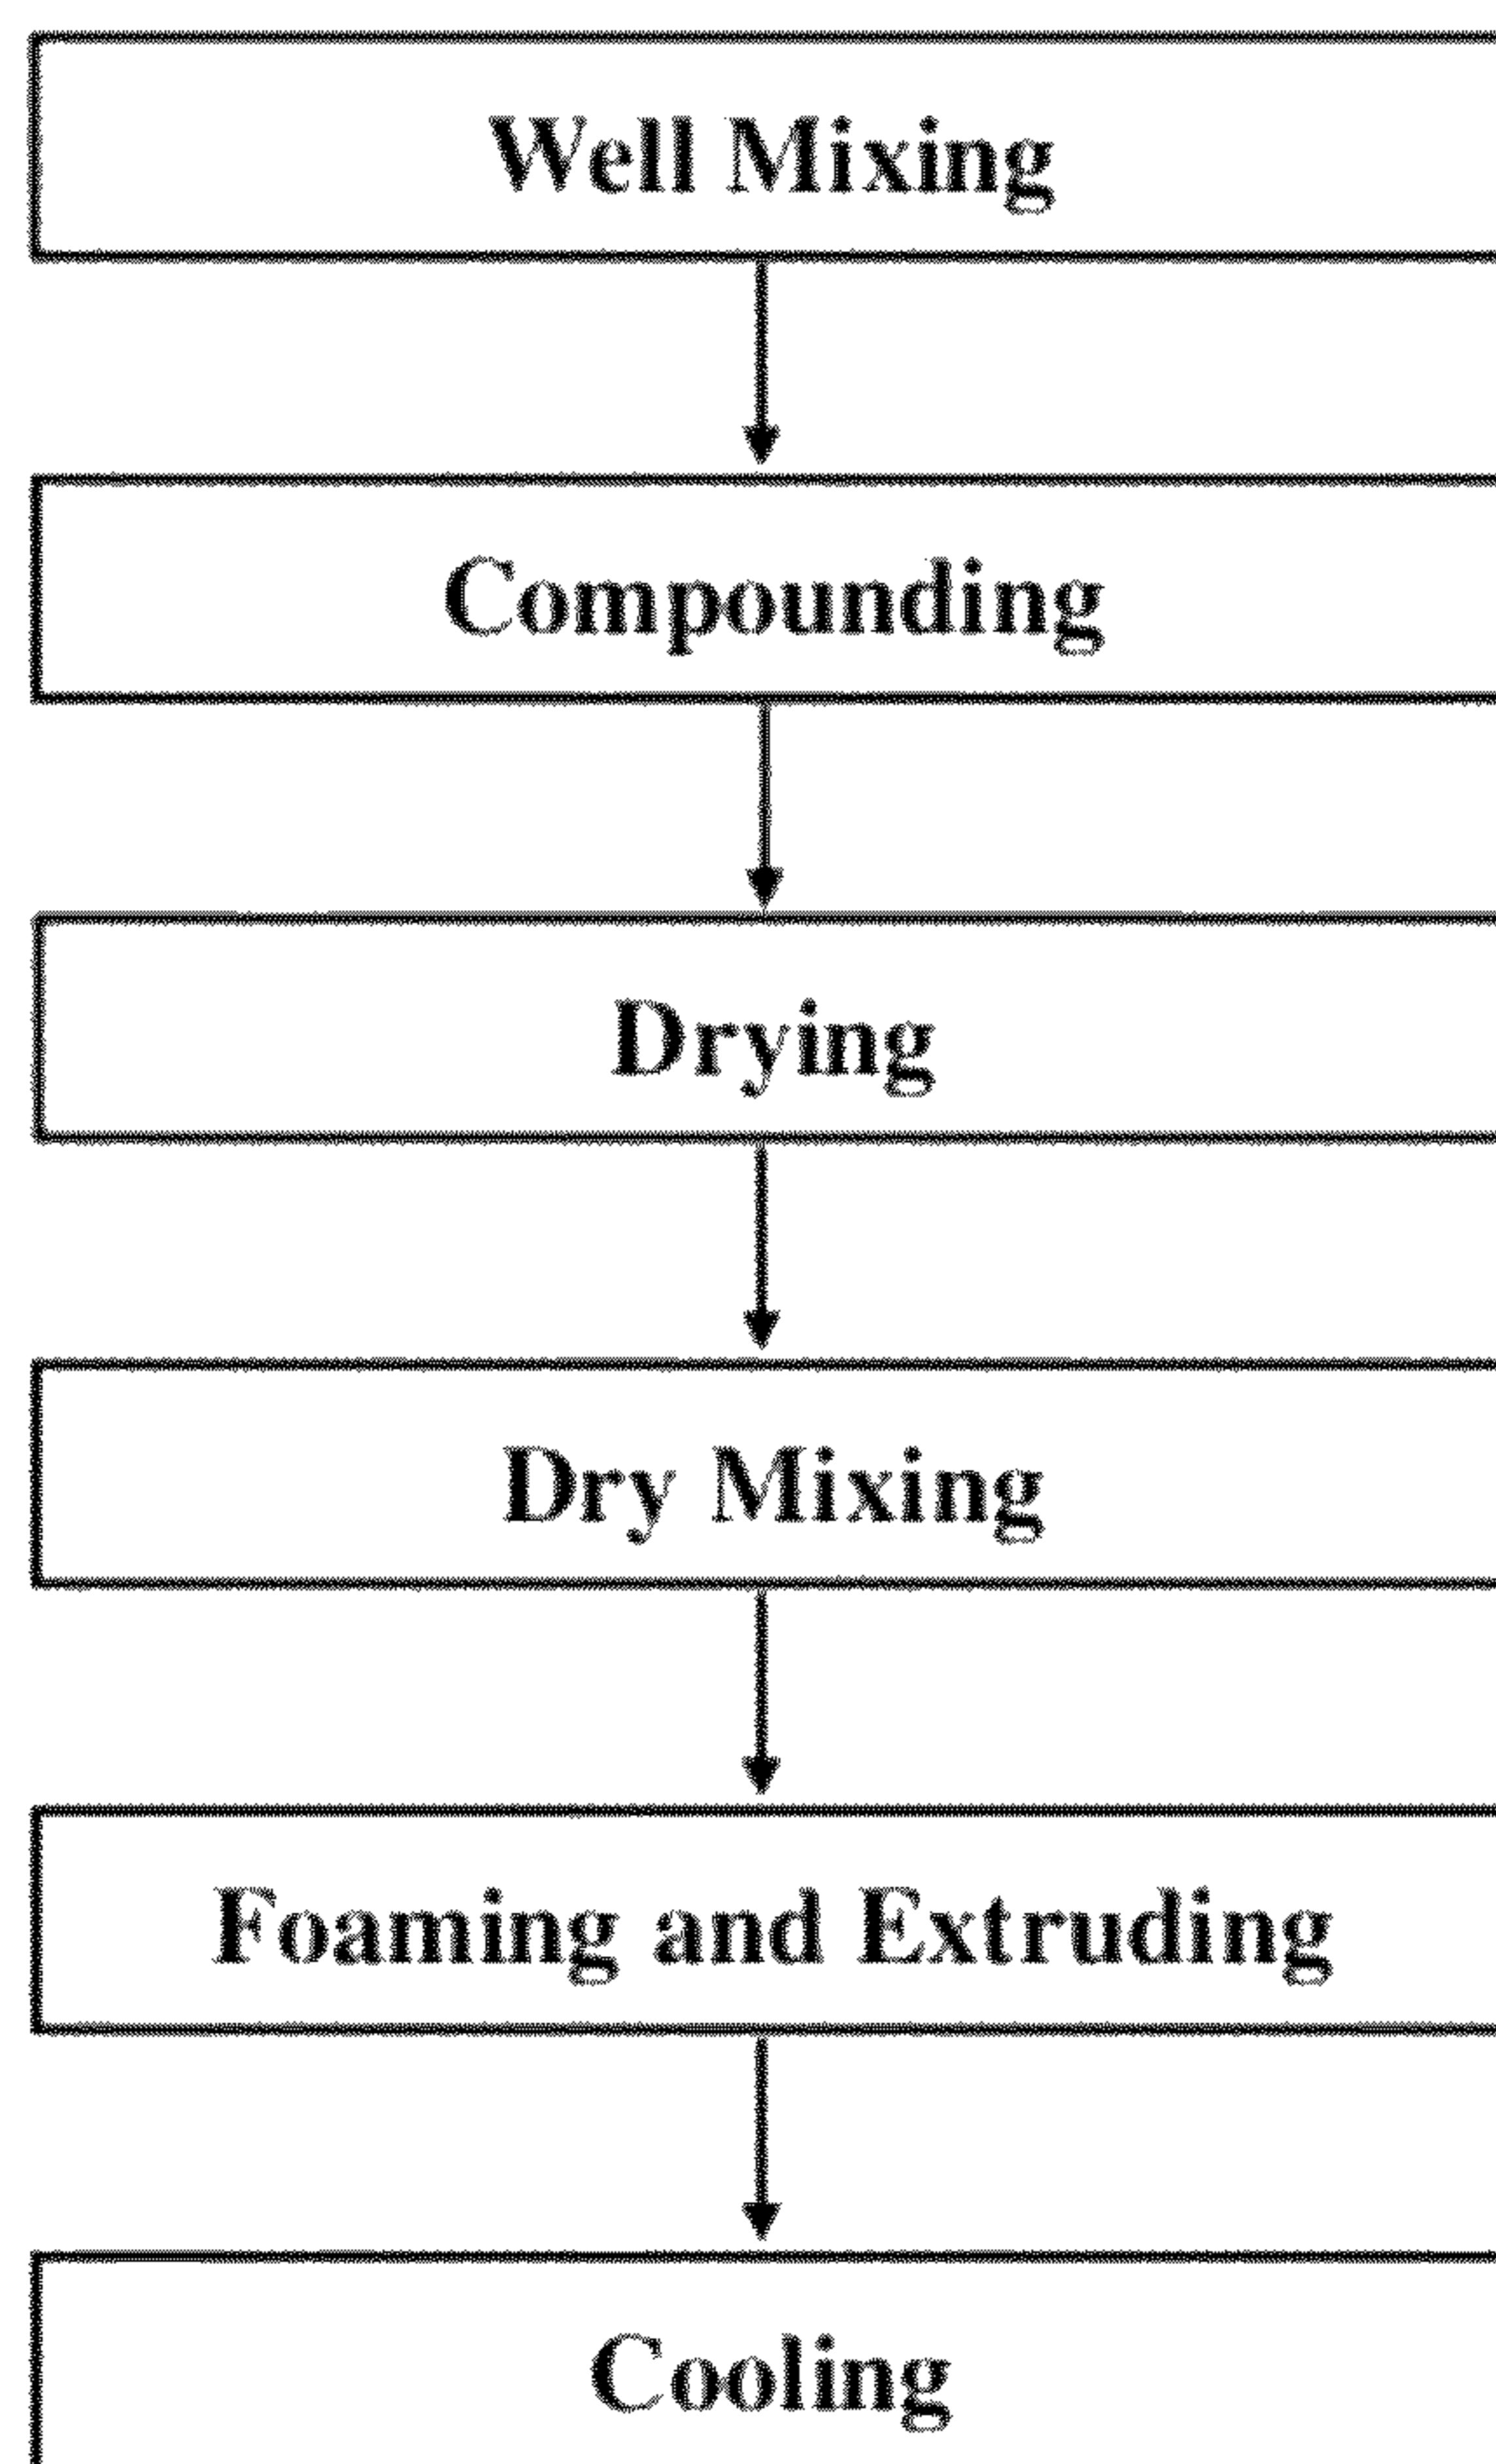 Well Mixing
Compounding
Drying
Dry Mixing
Foaming and Extruding
Cooling